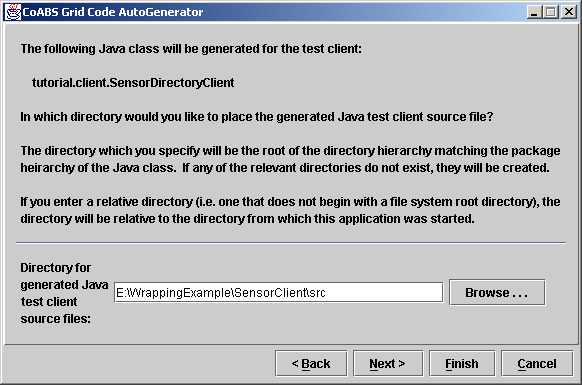 CoABS Grid Code AutoGenerator
The following Java class will be generated for the test client:
tutorial.client.SensorDirectoryClient
In which directory would you like to place the generated Java test client source file?
The directory which you specify will be the root of the directory hierarchy matching the package
heirarchy of the Java class.  If any of the relevant directories do not exist, they will be created.
If you enter a relative directory (i.e. one that does not begin with a file system root directory), the
directory will be relative to the directory from which this application was started.
Directory for
generated Java
test client
source files:
E:\WrappingExample\SensorClient\src
Browse . . .
< Back
Next >
Finish
Cancel